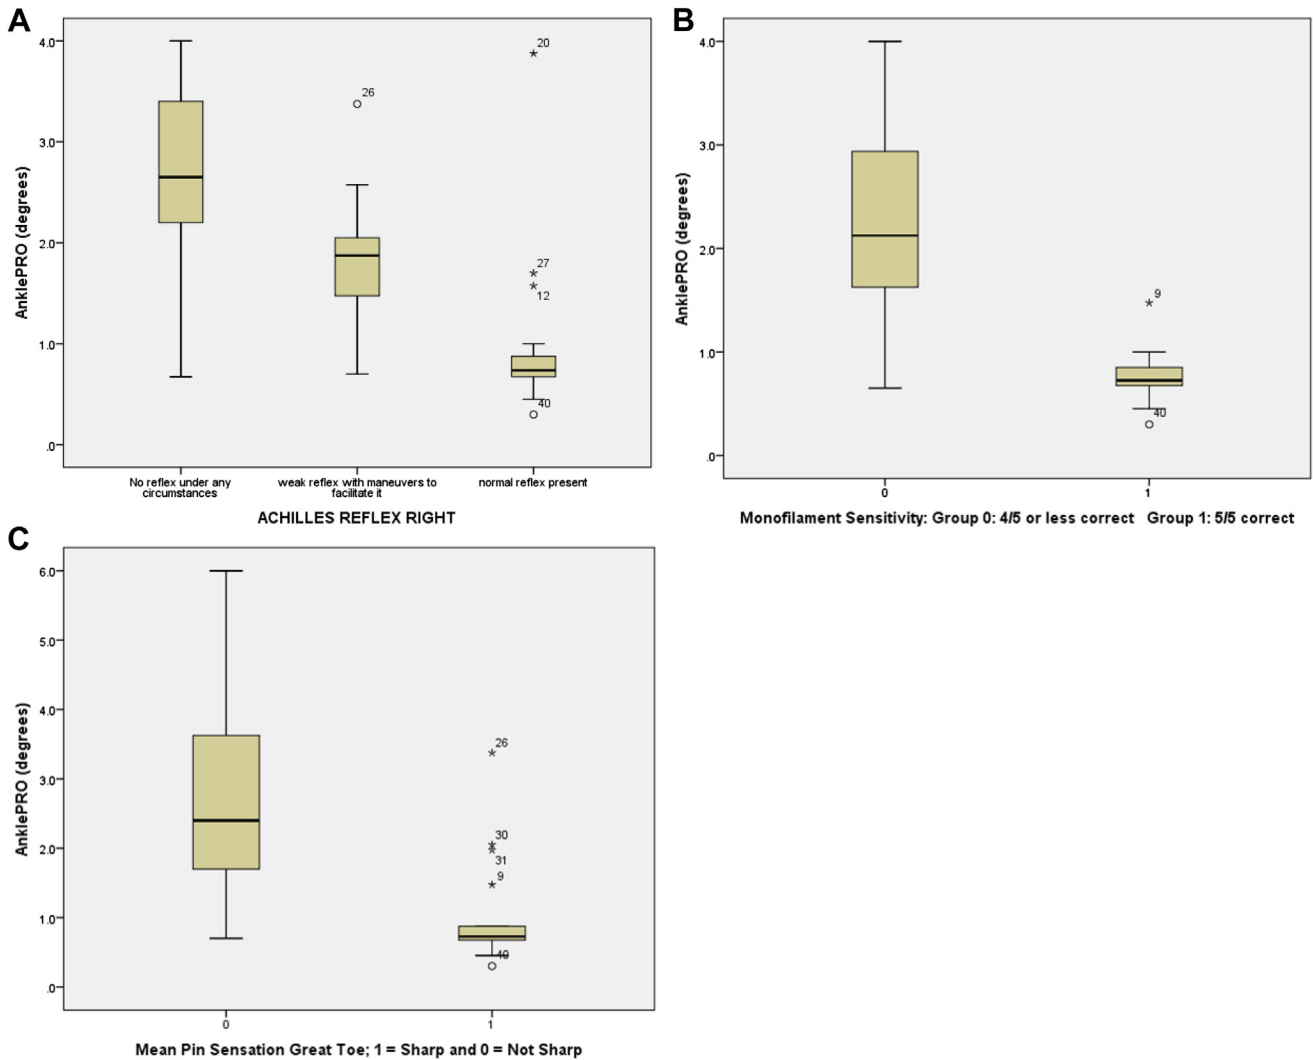 A
4.0
3.0
2.0
1.0
.0
AnklePRO (degrees)
26
20
27
12
40
No reflex under any
circumstances
weak reflex with maneuvers to
facilitate it
normal reflex present
ACHILLES REFLEX RIGHT
B
4.0
3.0
2.0
1.0
.0
AnklePRO (degrees)
9
40
0
1
Monofilament Sensitivity: Group 0: 4/5 or less correct Group 1: 5/5 correct
C
6.0
5.0
4.0
3.0
2.0
1.0
.0
AnklePRO (degrees)
26
30
31
9
40
0
1
Mean Pin Sensation Great Toe; 1 = Sharp and 0 = Not Sharp